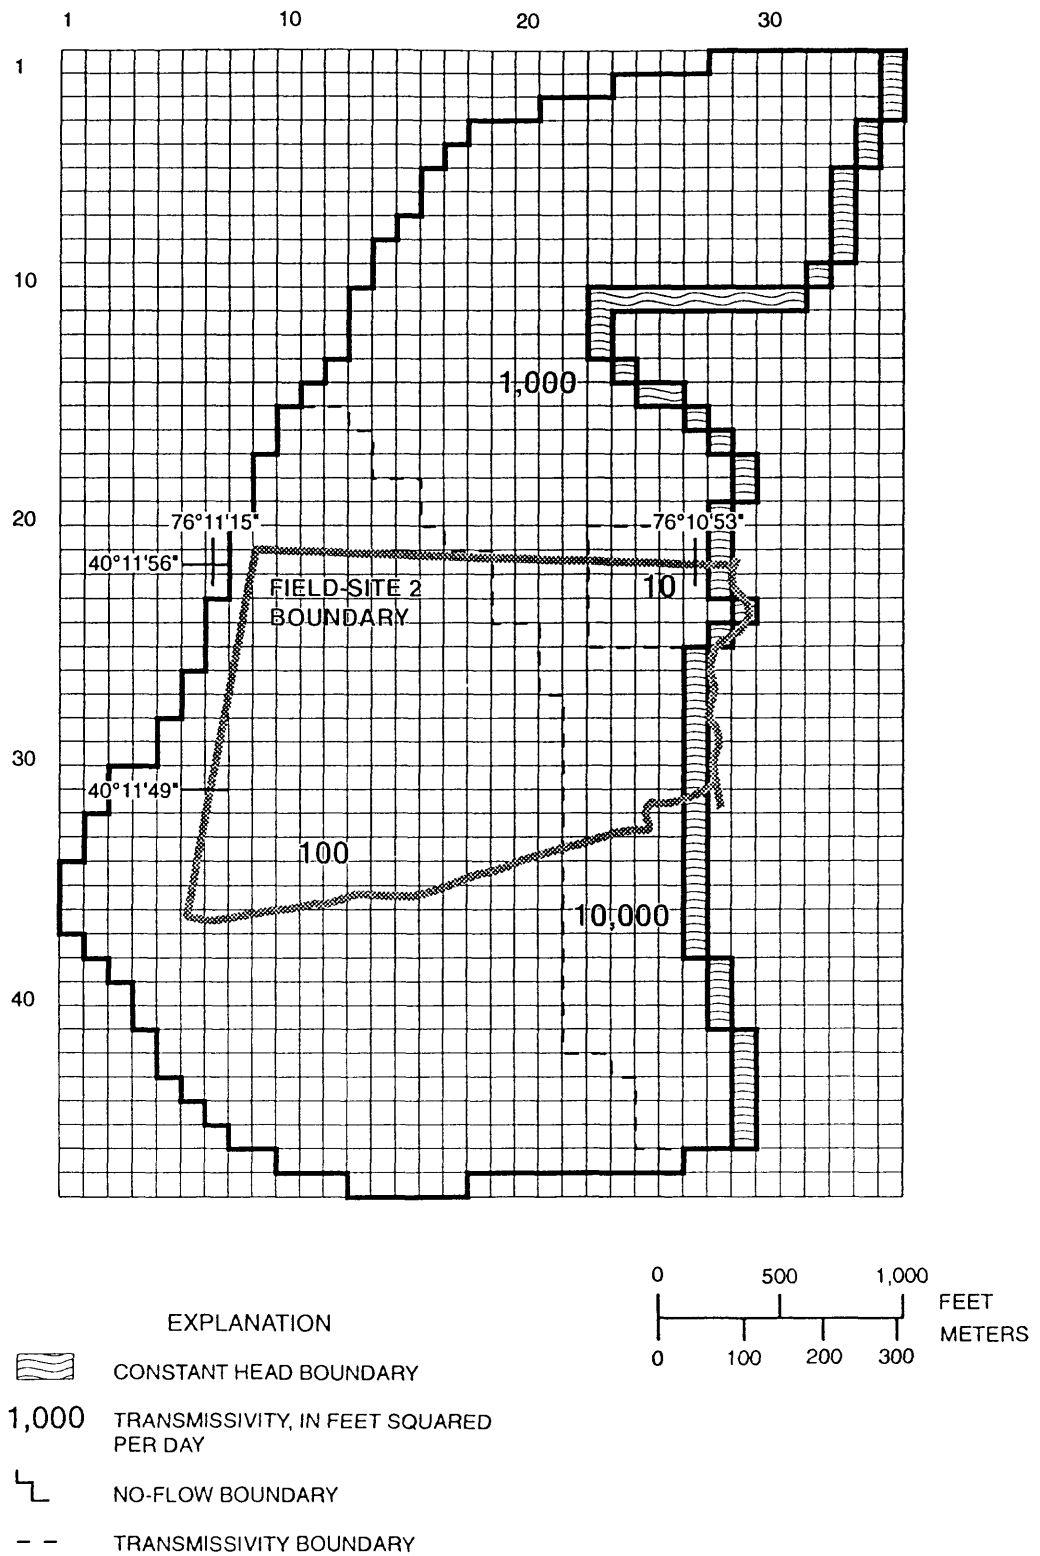 1 10 20 30
1
10
1,000
20
76°11'15" 76°10'53"
40°11'56"
10
FIELD-SITE 2
BOUNDARY
30
40°11'49"
100
10,000
40
0 500 1,000
FEET
METERS
0 100 200 300
EXPLANATION
CONSTANT HEAD BOUNDARY
1,000 TRANSMISSIVITY, IN FEET SQUARED
PER DAY
NO-FLOW BOUNDARY
TRANSMISSIVITY BOUNDARY